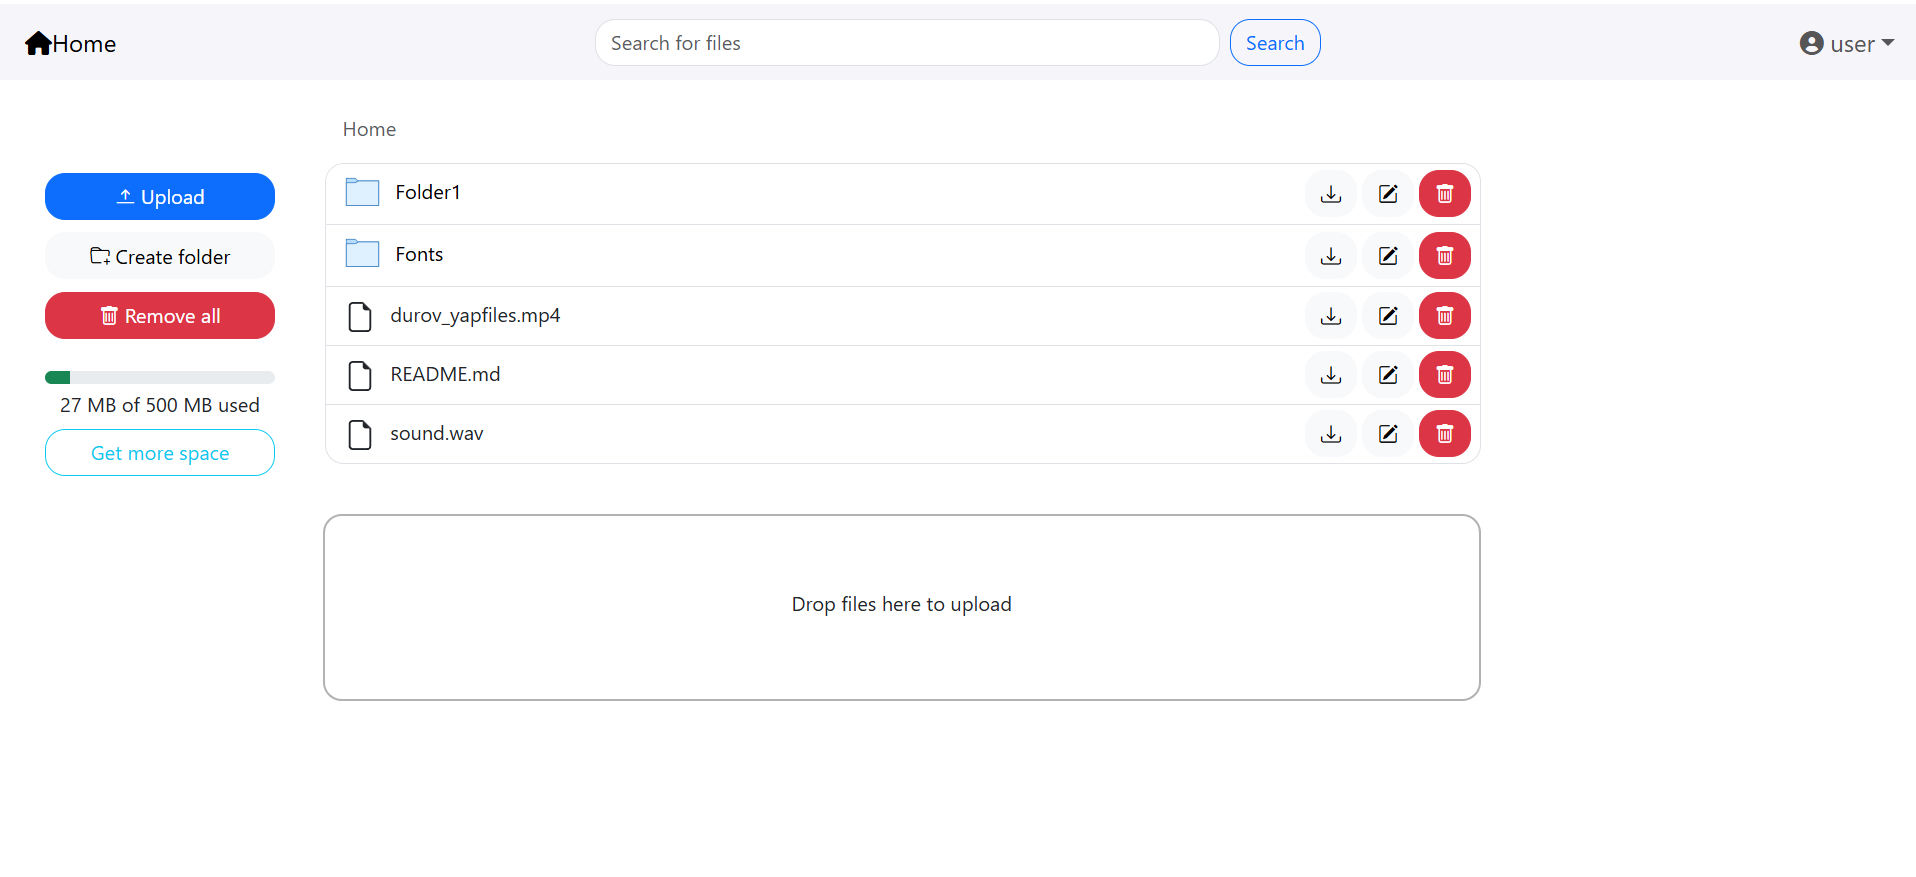 Home
Search for files
Search
user
Home
Upload
Create folder
Remove all
27 MB of 500 MB used
Get more space
Folder1
Fonts
durov_yapfiles.mp4
README.md
sound.wav
Drop files here to upload